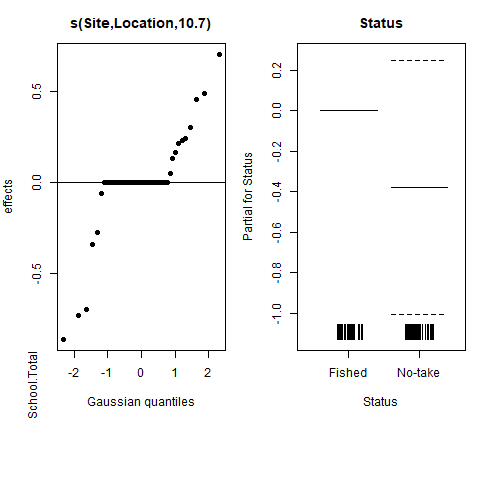 s(Site,Location,10.7)
effects
0.5
0.0
-0.5
-2
-1
0
1
2
Gaussian quantiles
School.Total
Status
Partial for Status
0.2
0.0
-0.2
-0.4
-0.6
-0.8
-1.0
Fished
No-take
Status